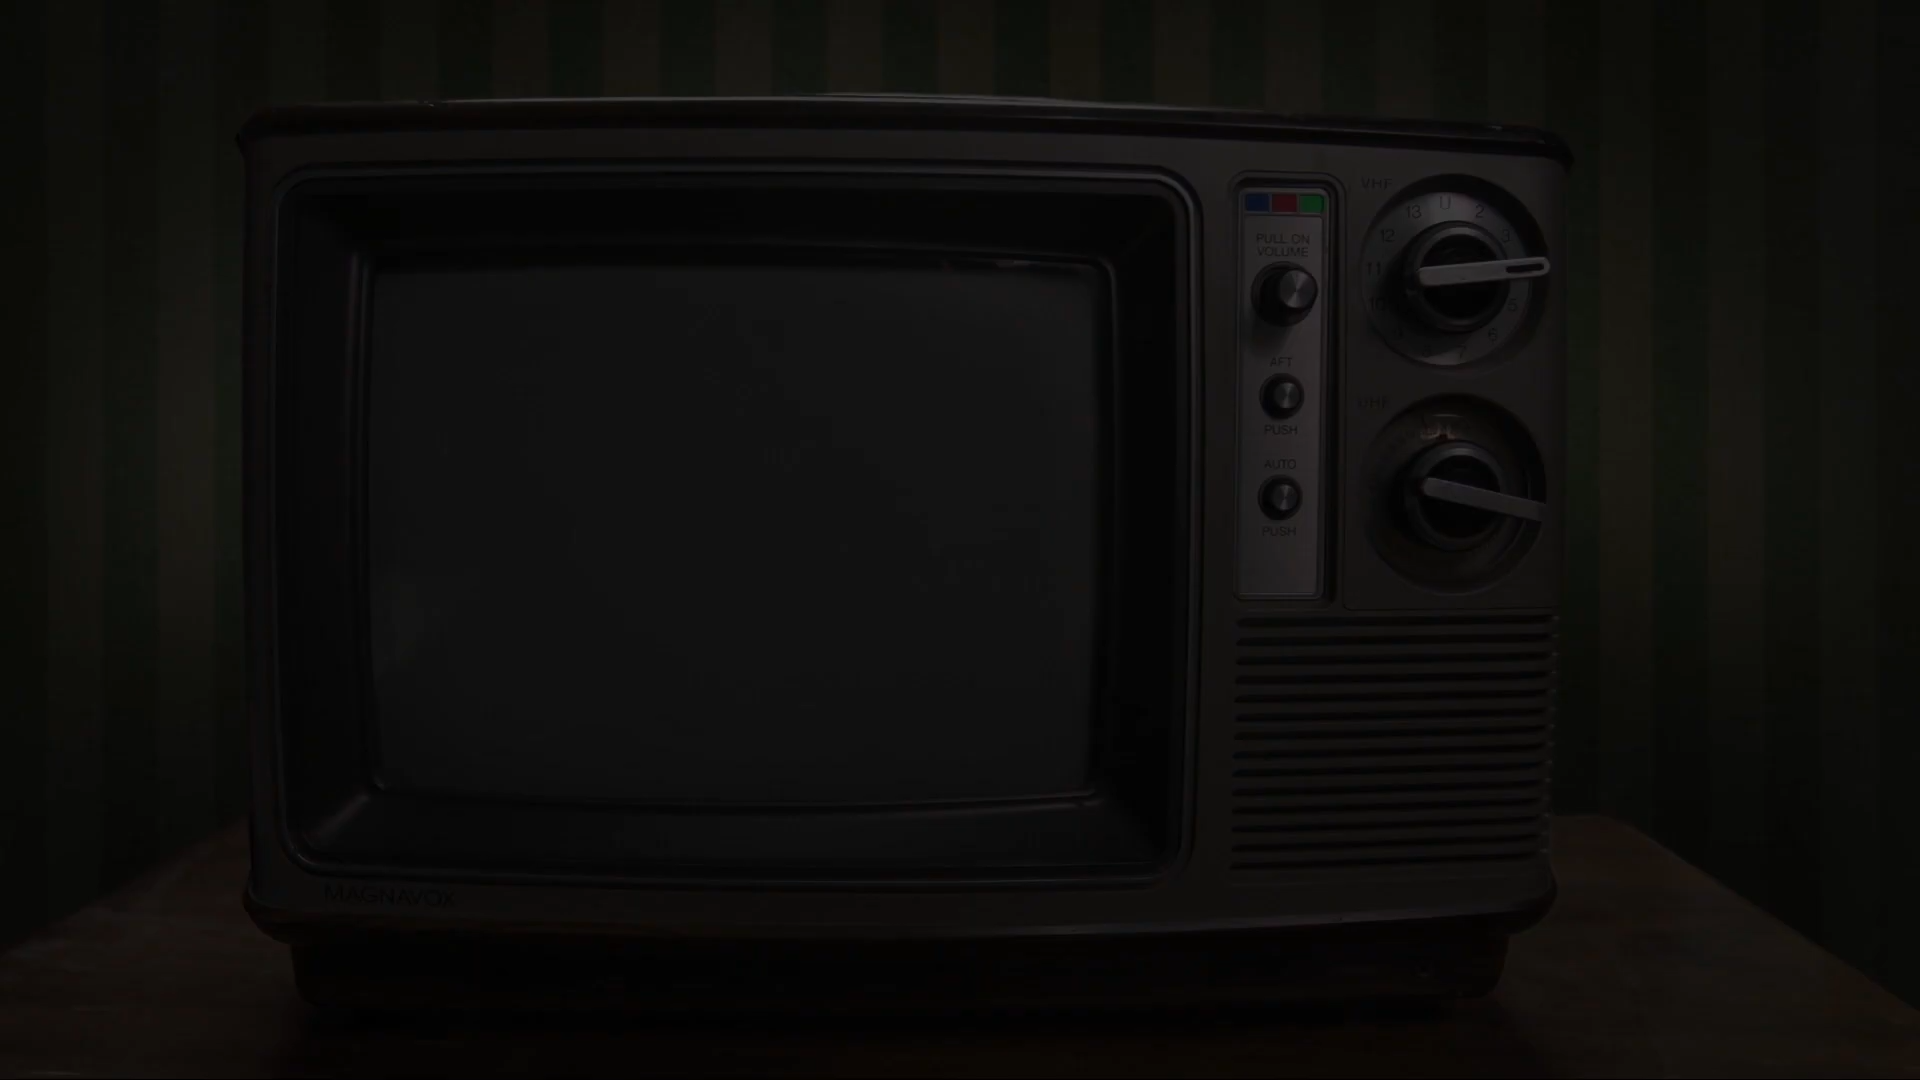 VHF
13 U 2
12 3
11
10 5
6
7
PULL ON
VOLUME
AFT
PUSH
AUTO
PUSH
UHF
MAGNAVOX